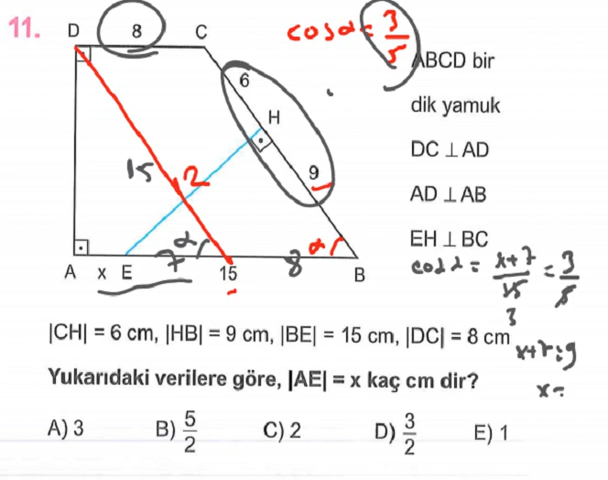 11.
D 8 C
cosα = 3/5
ABCD bir
dik yamuk
DC ⊥ AD
AD ⊥ AB
EH ⊥ BC
6
H
9
15
2
α
7
8
α
A x E 15 B
cosα = x+7/15 = 3/5
3
x+7=9
x=
|CH| = 6 cm, |HB| = 9 cm, |BE| = 15 cm, |DC| = 8 cm
Yukarıdaki verilere göre, |AE| = x kaç cm dir?
A) 3 B) 5/2 C) 2 D) 3/2 E) 1